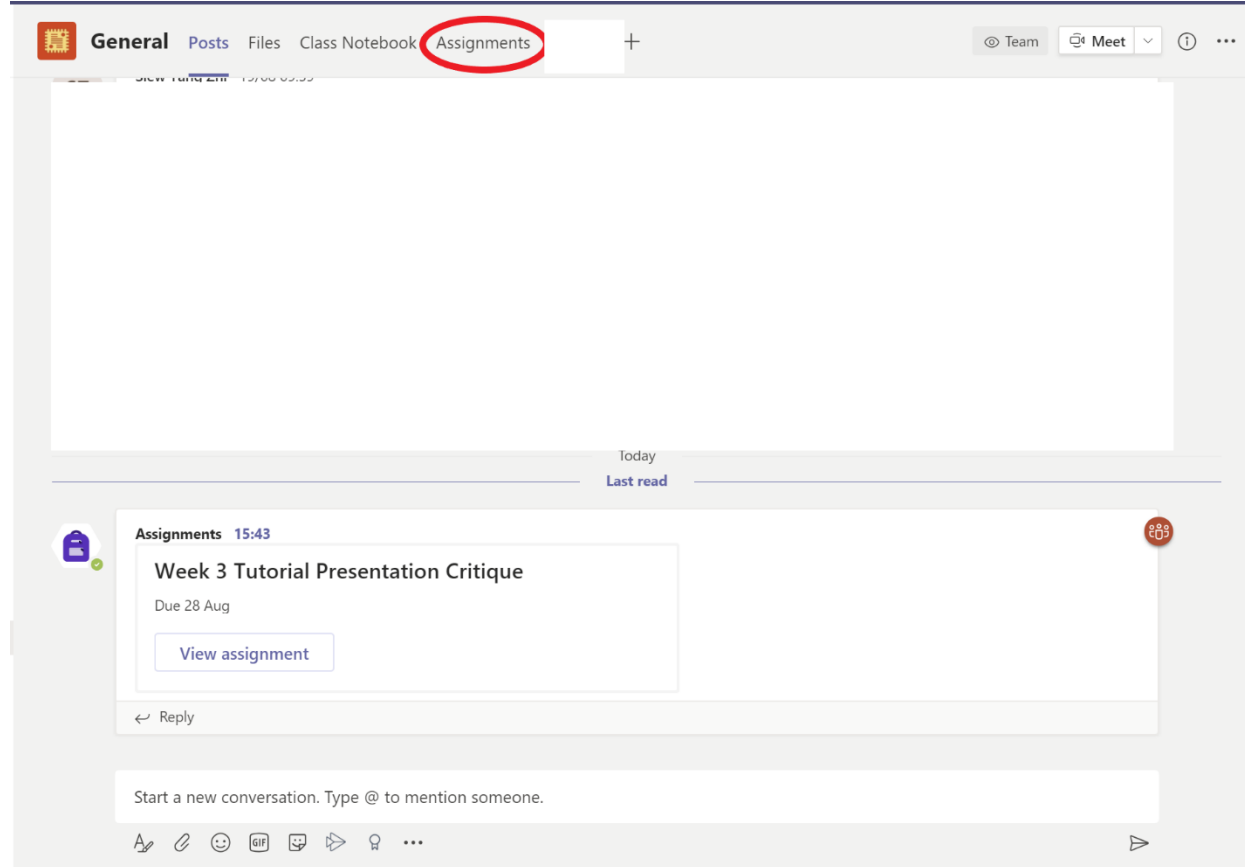 General Posts Files Class Notebook Assignments + Team Meet
Today
Last read
Assignments 15:43
Week 3 Tutorial Presentation Critique
Due 28 Aug
View assignment
Reply
Start a new conversation. Type @ to mention someone.
GIF